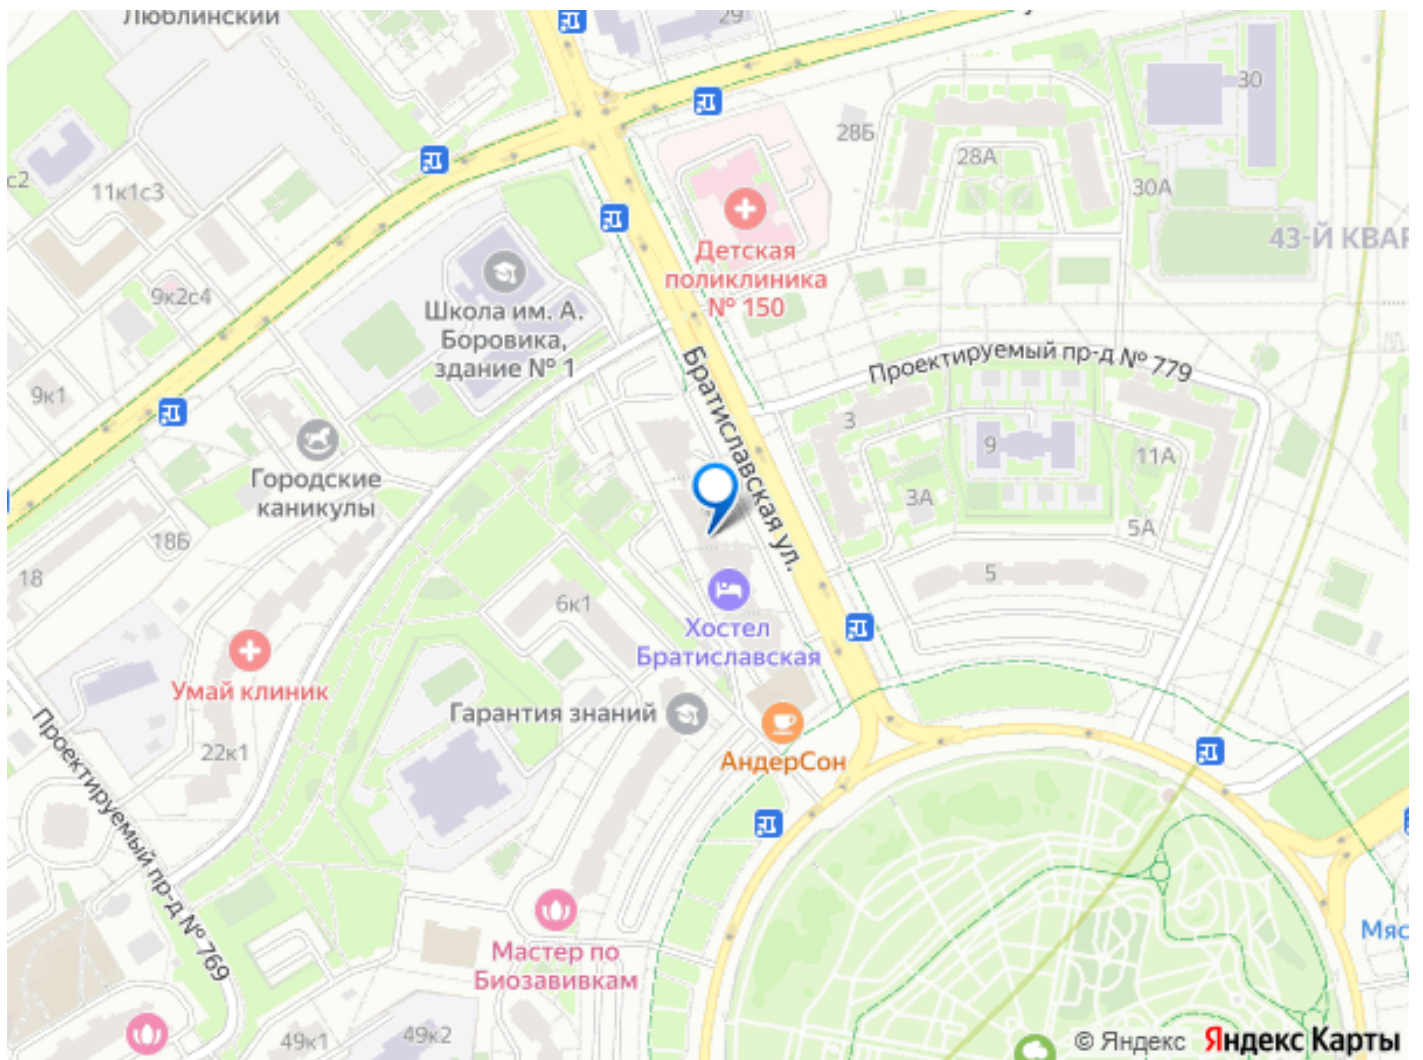 Люблинский
29
30
28Б
28А
30А
11к1с3
с2
43-Й КВАР
Детская
поликлиника
№ 150
9к2с4
Школа им. А.
Боровика,
здание № 1
Проектируемый пр-д № 779
9к1
3
9
11А
Братиславская ул.
Городские
каникулы
3А
5А
18Б
18
5
6к1
Хостел
Братиславская
Умай клиник
Гарантия знаний
22к1
АндерСон
Проектируемый пр-д № 769
Мяс
Мастер по
Биозавивкам
49к1
49к2
© Яндекс Яндекс Карты